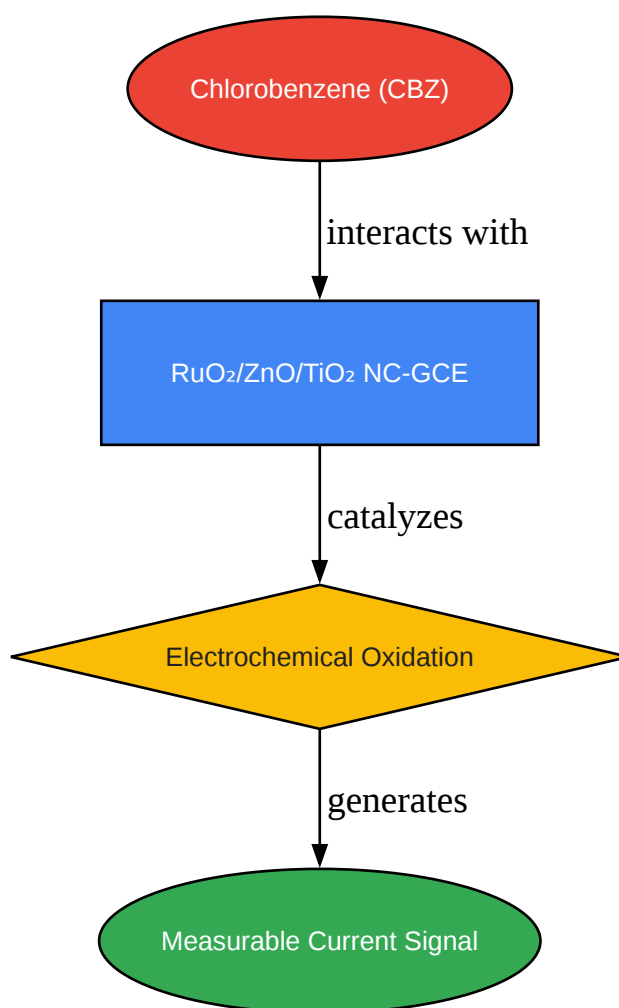 Chlorobenzene (CBZ)
interacts with
RuO₂/ZnO/TiO₂ NC-GCE
catalyzes
Electrochemical Oxidation
generates
Measurable Current Signal